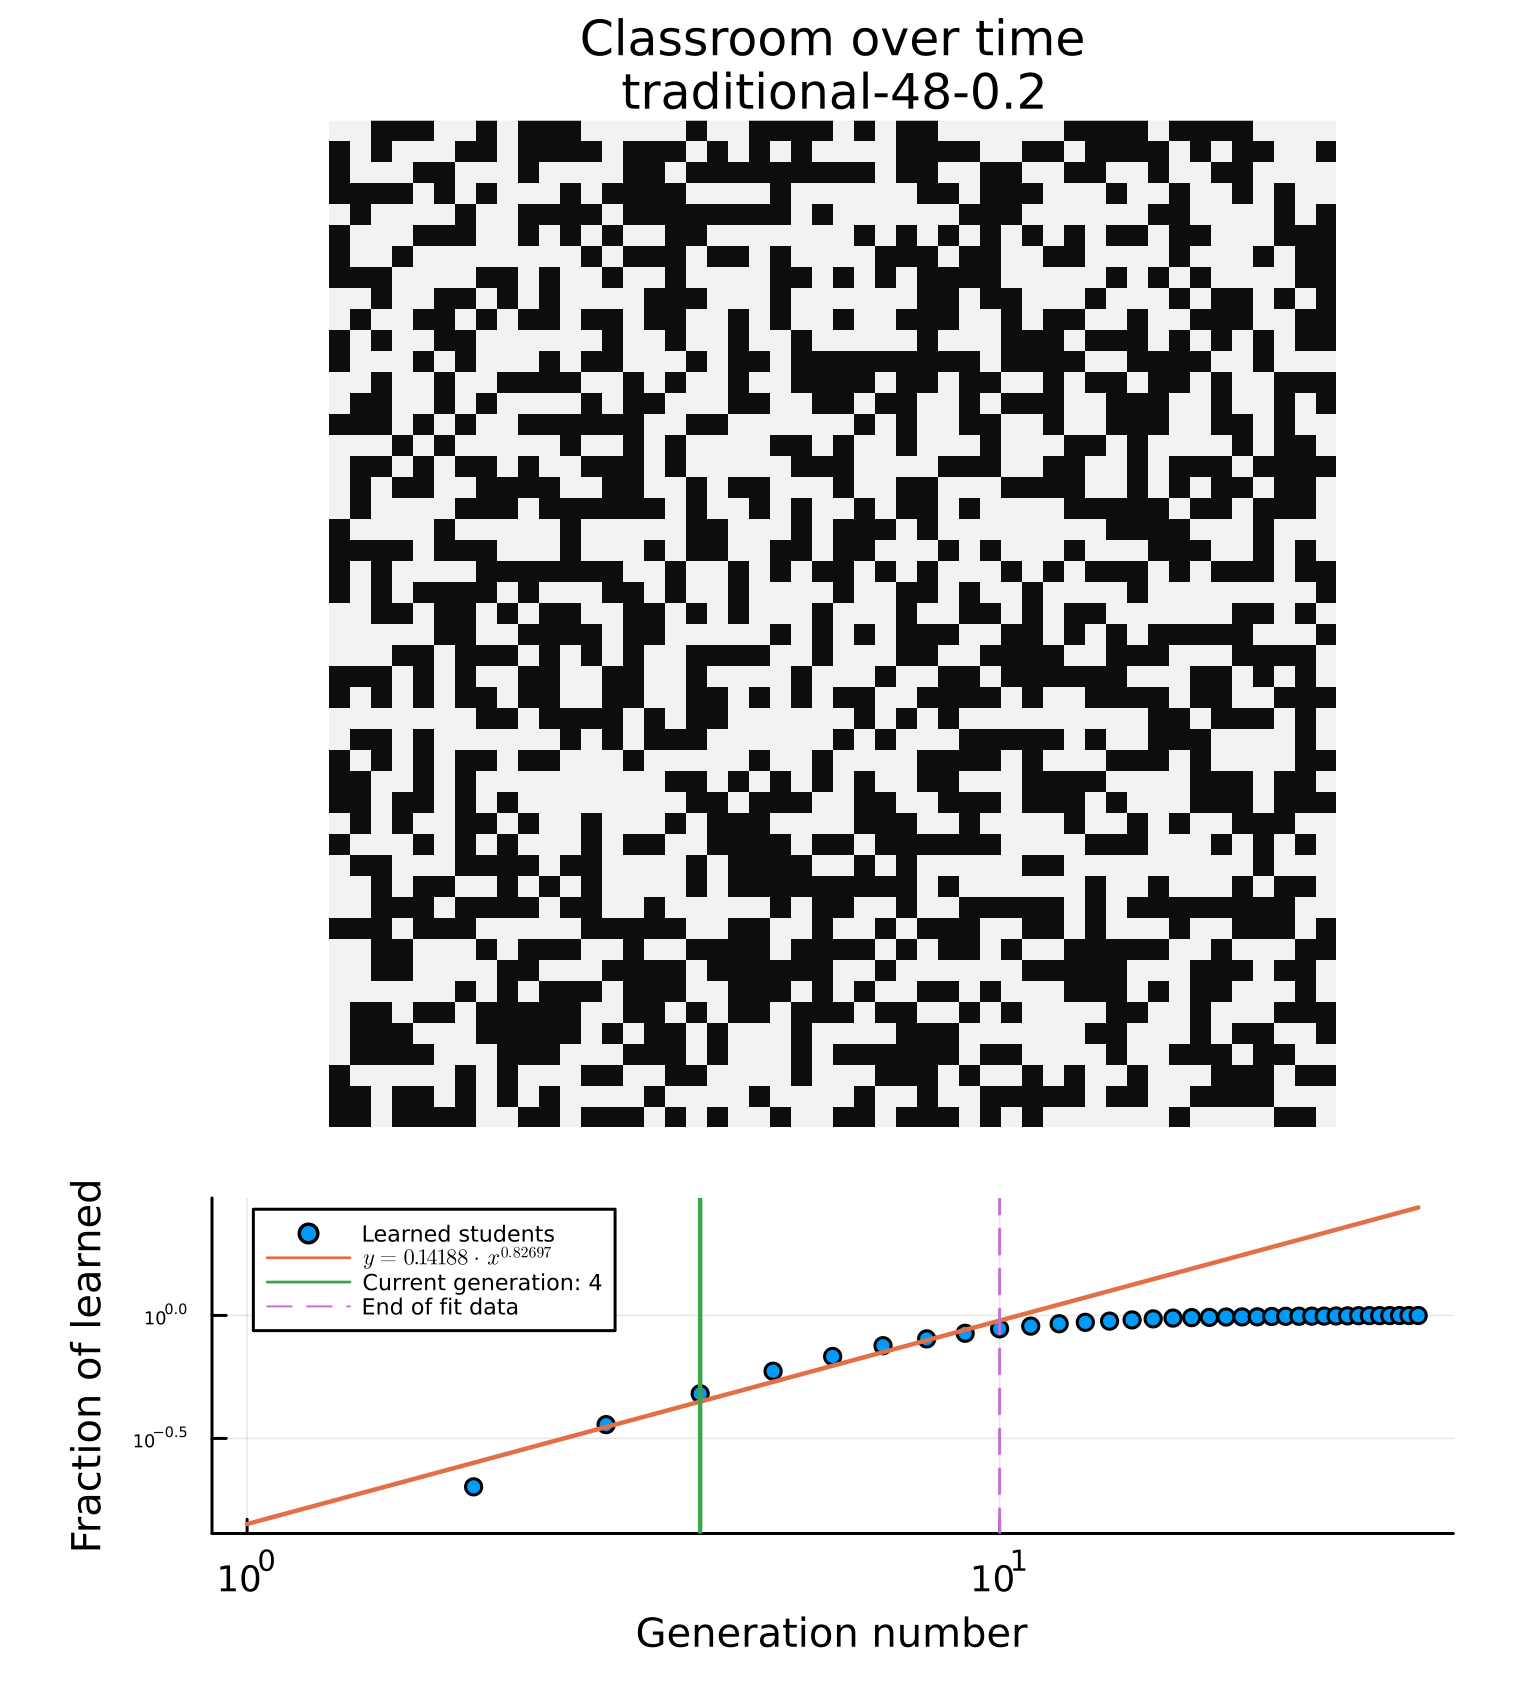 Classroom over time
traditional-48-0.2
Learned students
y = 0.14188 · x^0.82697
Current generation: 4
End of fit data
Fraction of learned
10^0.0
10^−0.5
10^0
10^1
Generation number